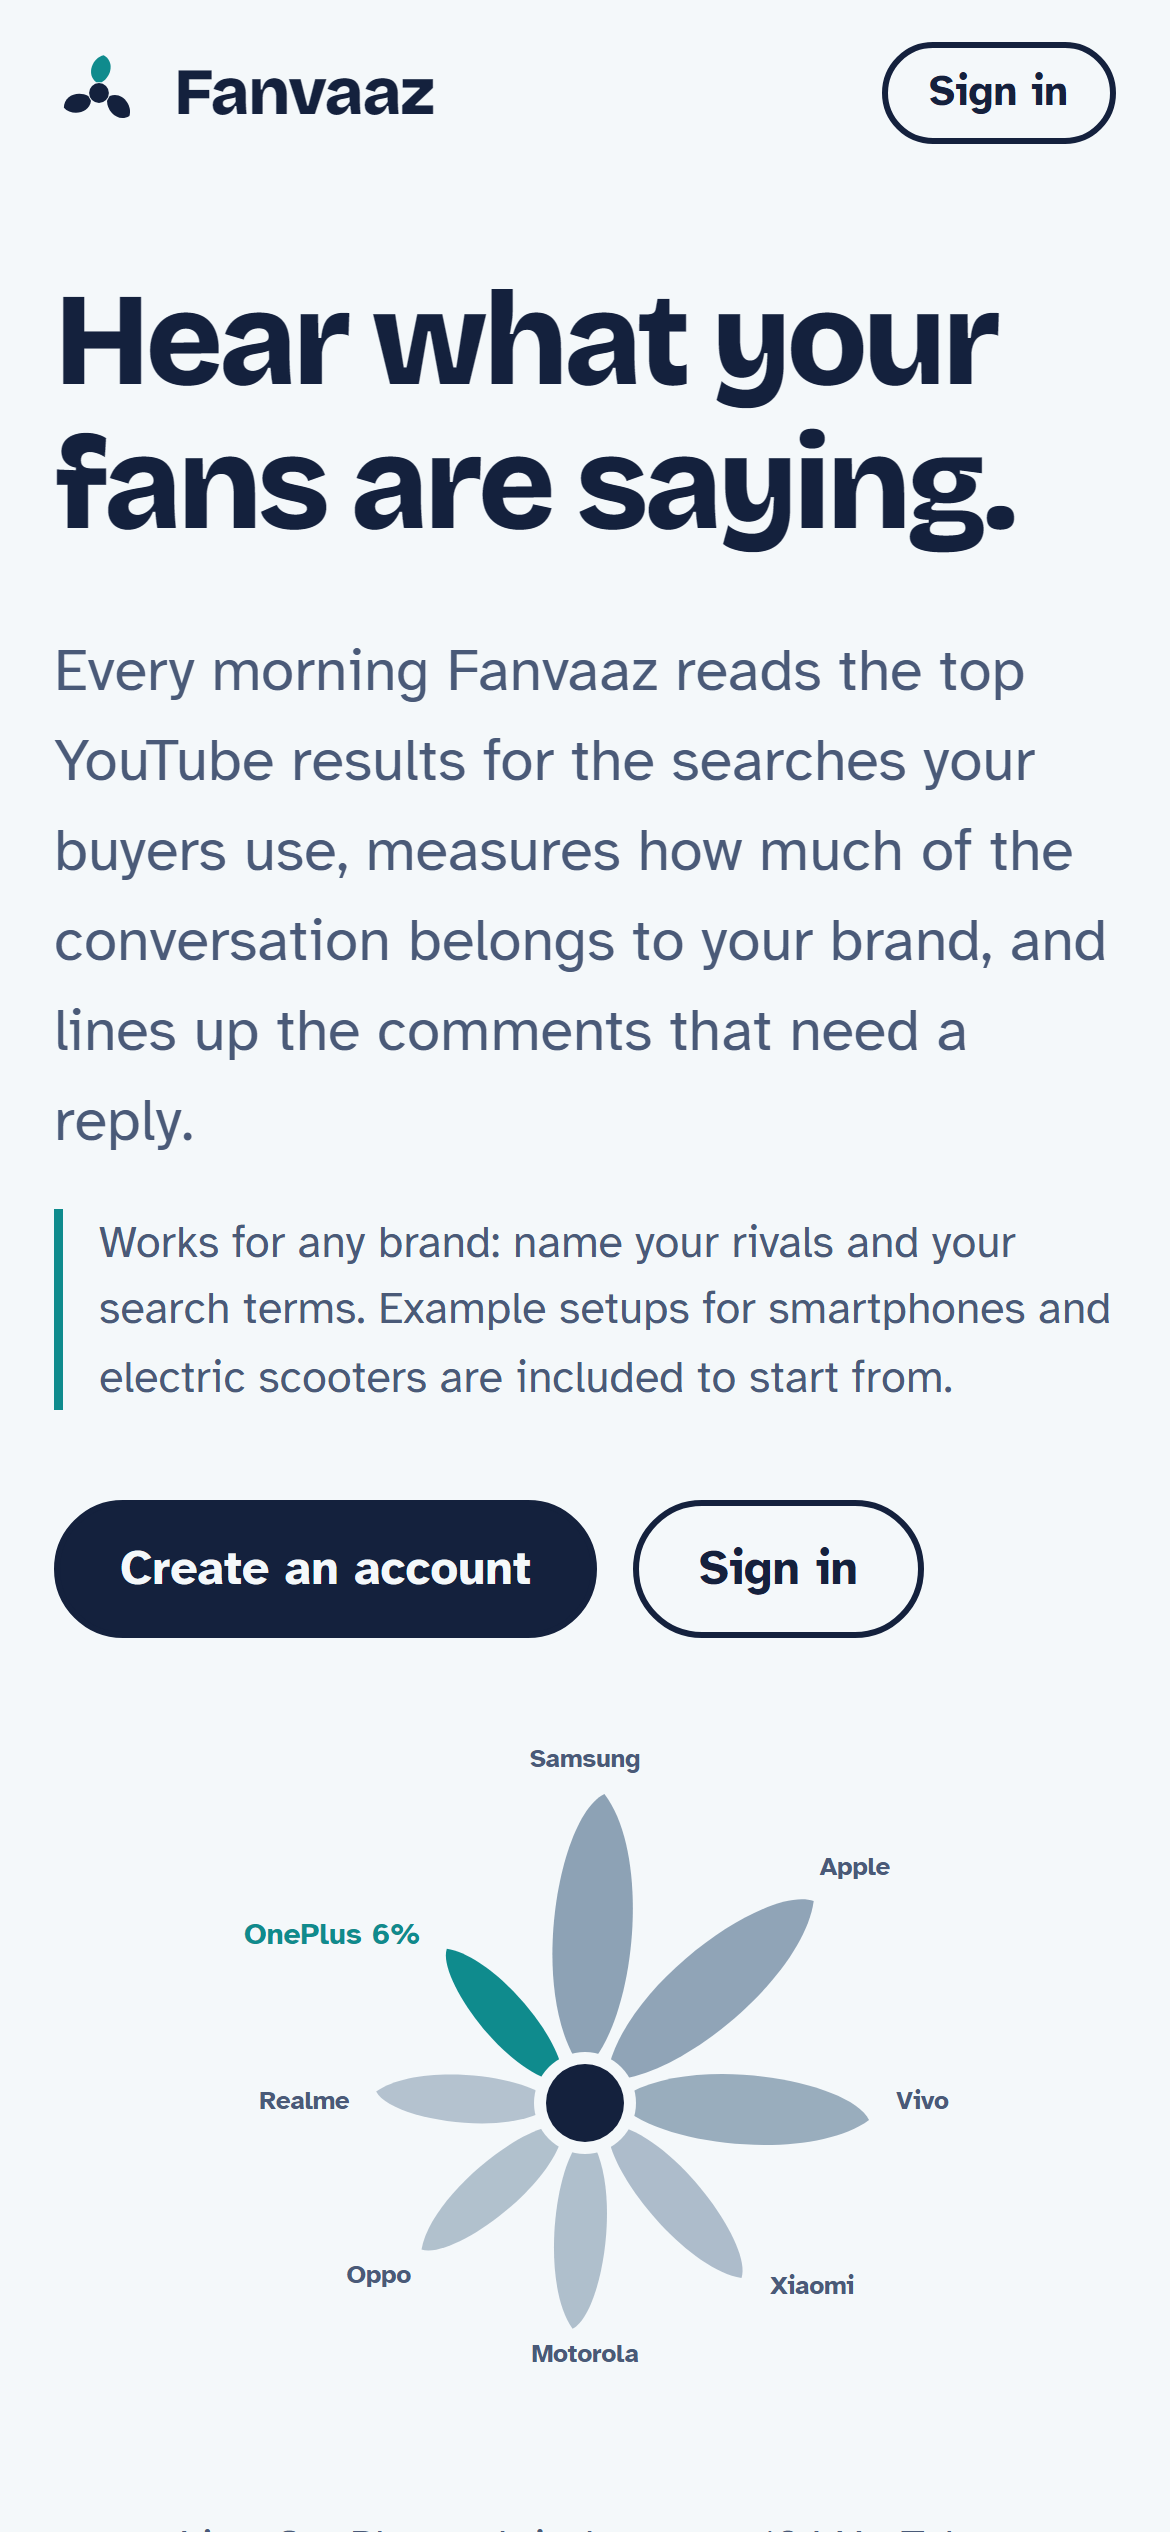 Fanvaaz
Sign in
Hear what your
fans are saying.
Every morning Fanvaaz reads the top
YouTube results for the searches your
buyers use, measures how much of the
conversation belongs to your brand, and
lines up the comments that need a
reply.
Works for any brand: name your rivals and your
search terms. Example setups for smartphones and
electric scooters are included to start from.
Create an account
Sign in
Samsung
Apple
OnePlus 6%
Realme
Vivo
Oppo
Xiaomi
Motorola